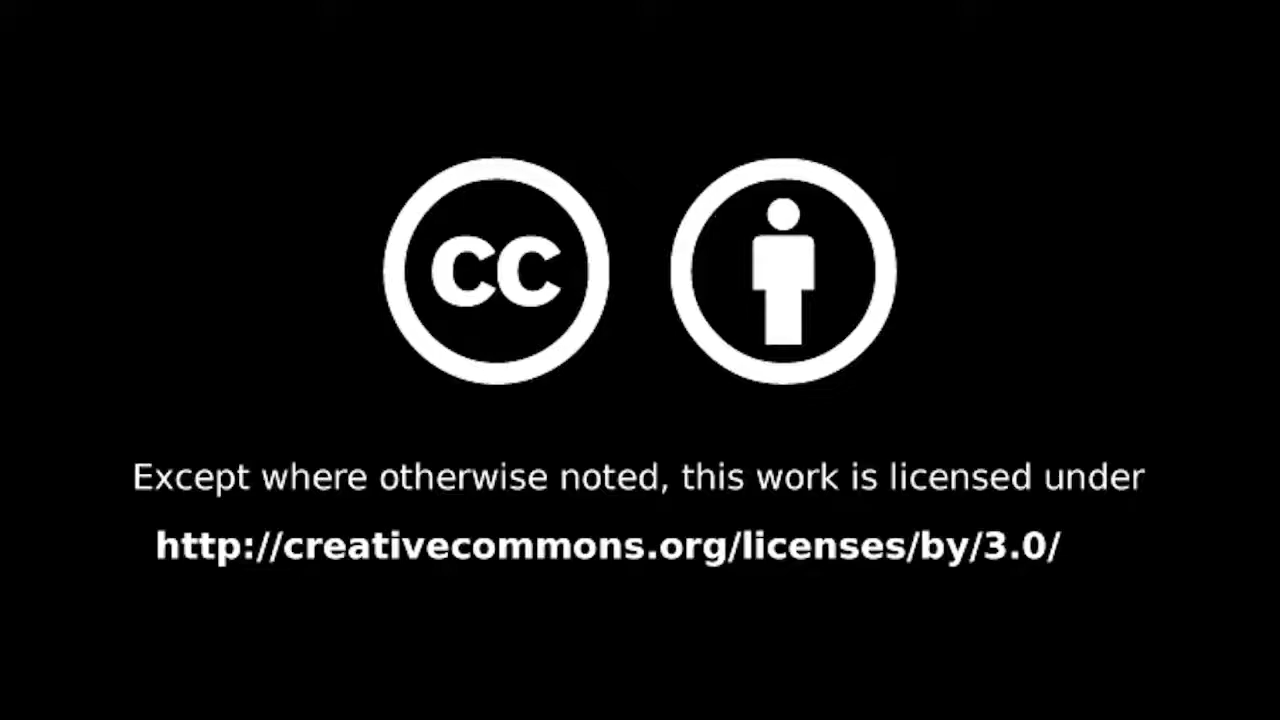 cc
Except where otherwise noted, this work is licensed under
http://creativecommons.org/licenses/by/3.0/